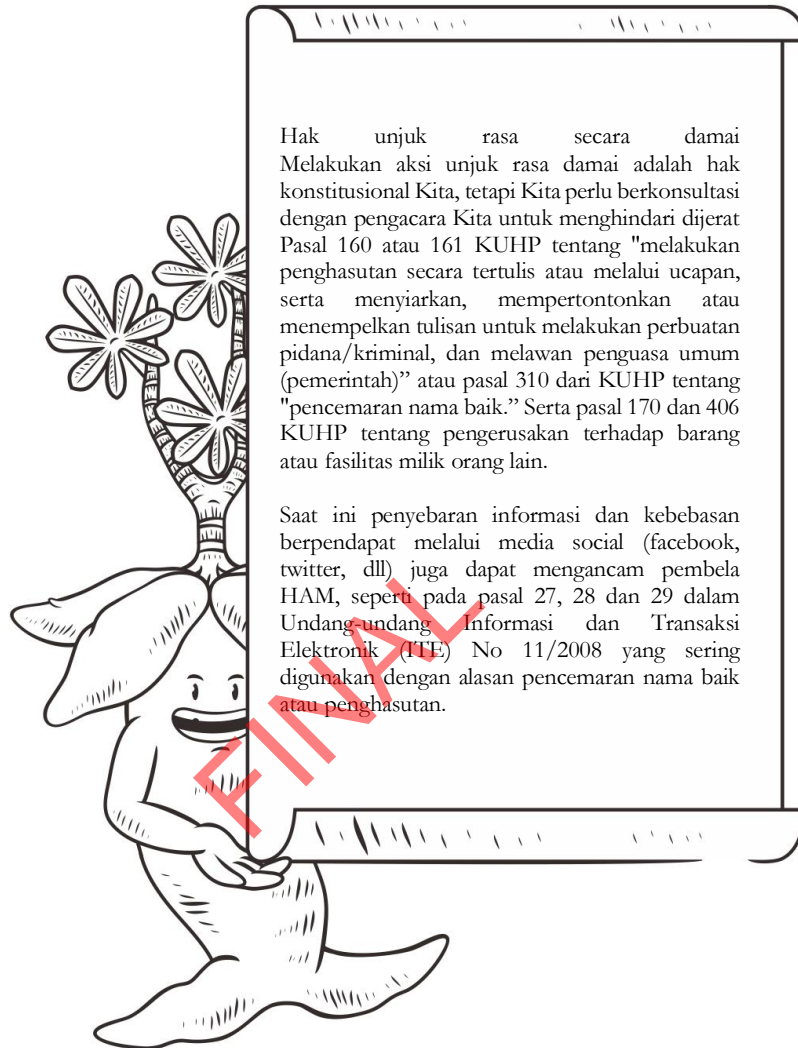 Hak unjuk rasa secara damai
Melakukan aksi unjuk rasa damai adalah hak
konstitusional Kita, tetapi Kita perlu berkonsultasi
dengan pengacara Kita untuk menghindari dijerat
Pasal 160 atau 161 KUHP tentang "melakukan
penghasutan secara tertulis atau melalui ucapan,
serta menyiarkan, mempertontonkan atau
menempelkan tulisan untuk melakukan perbuatan
pidana/kriminal, dan melawan penguasa umum
(pemerintah)” atau pasal 310 dari KUHP tentang
"pencemaran nama baik.” Serta pasal 170 dan 406
KUHP tentang pengerusakan terhadap barang
atau fasilitas milik orang lain.
Saat ini penyebaran informasi dan kebebasan
berpendapat melalui media social (facebook,
twitter, dll) juga dapat mengancam pembela
HAM, seperti pada pasal 27, 28 dan 29 dalam
Undang-undang Informasi dan Transaksi
Elektronik (ITE) No 11/2008 yang sering
digunakan dengan alasan pencemaran nama baik
atau penghasutan.
FINAL